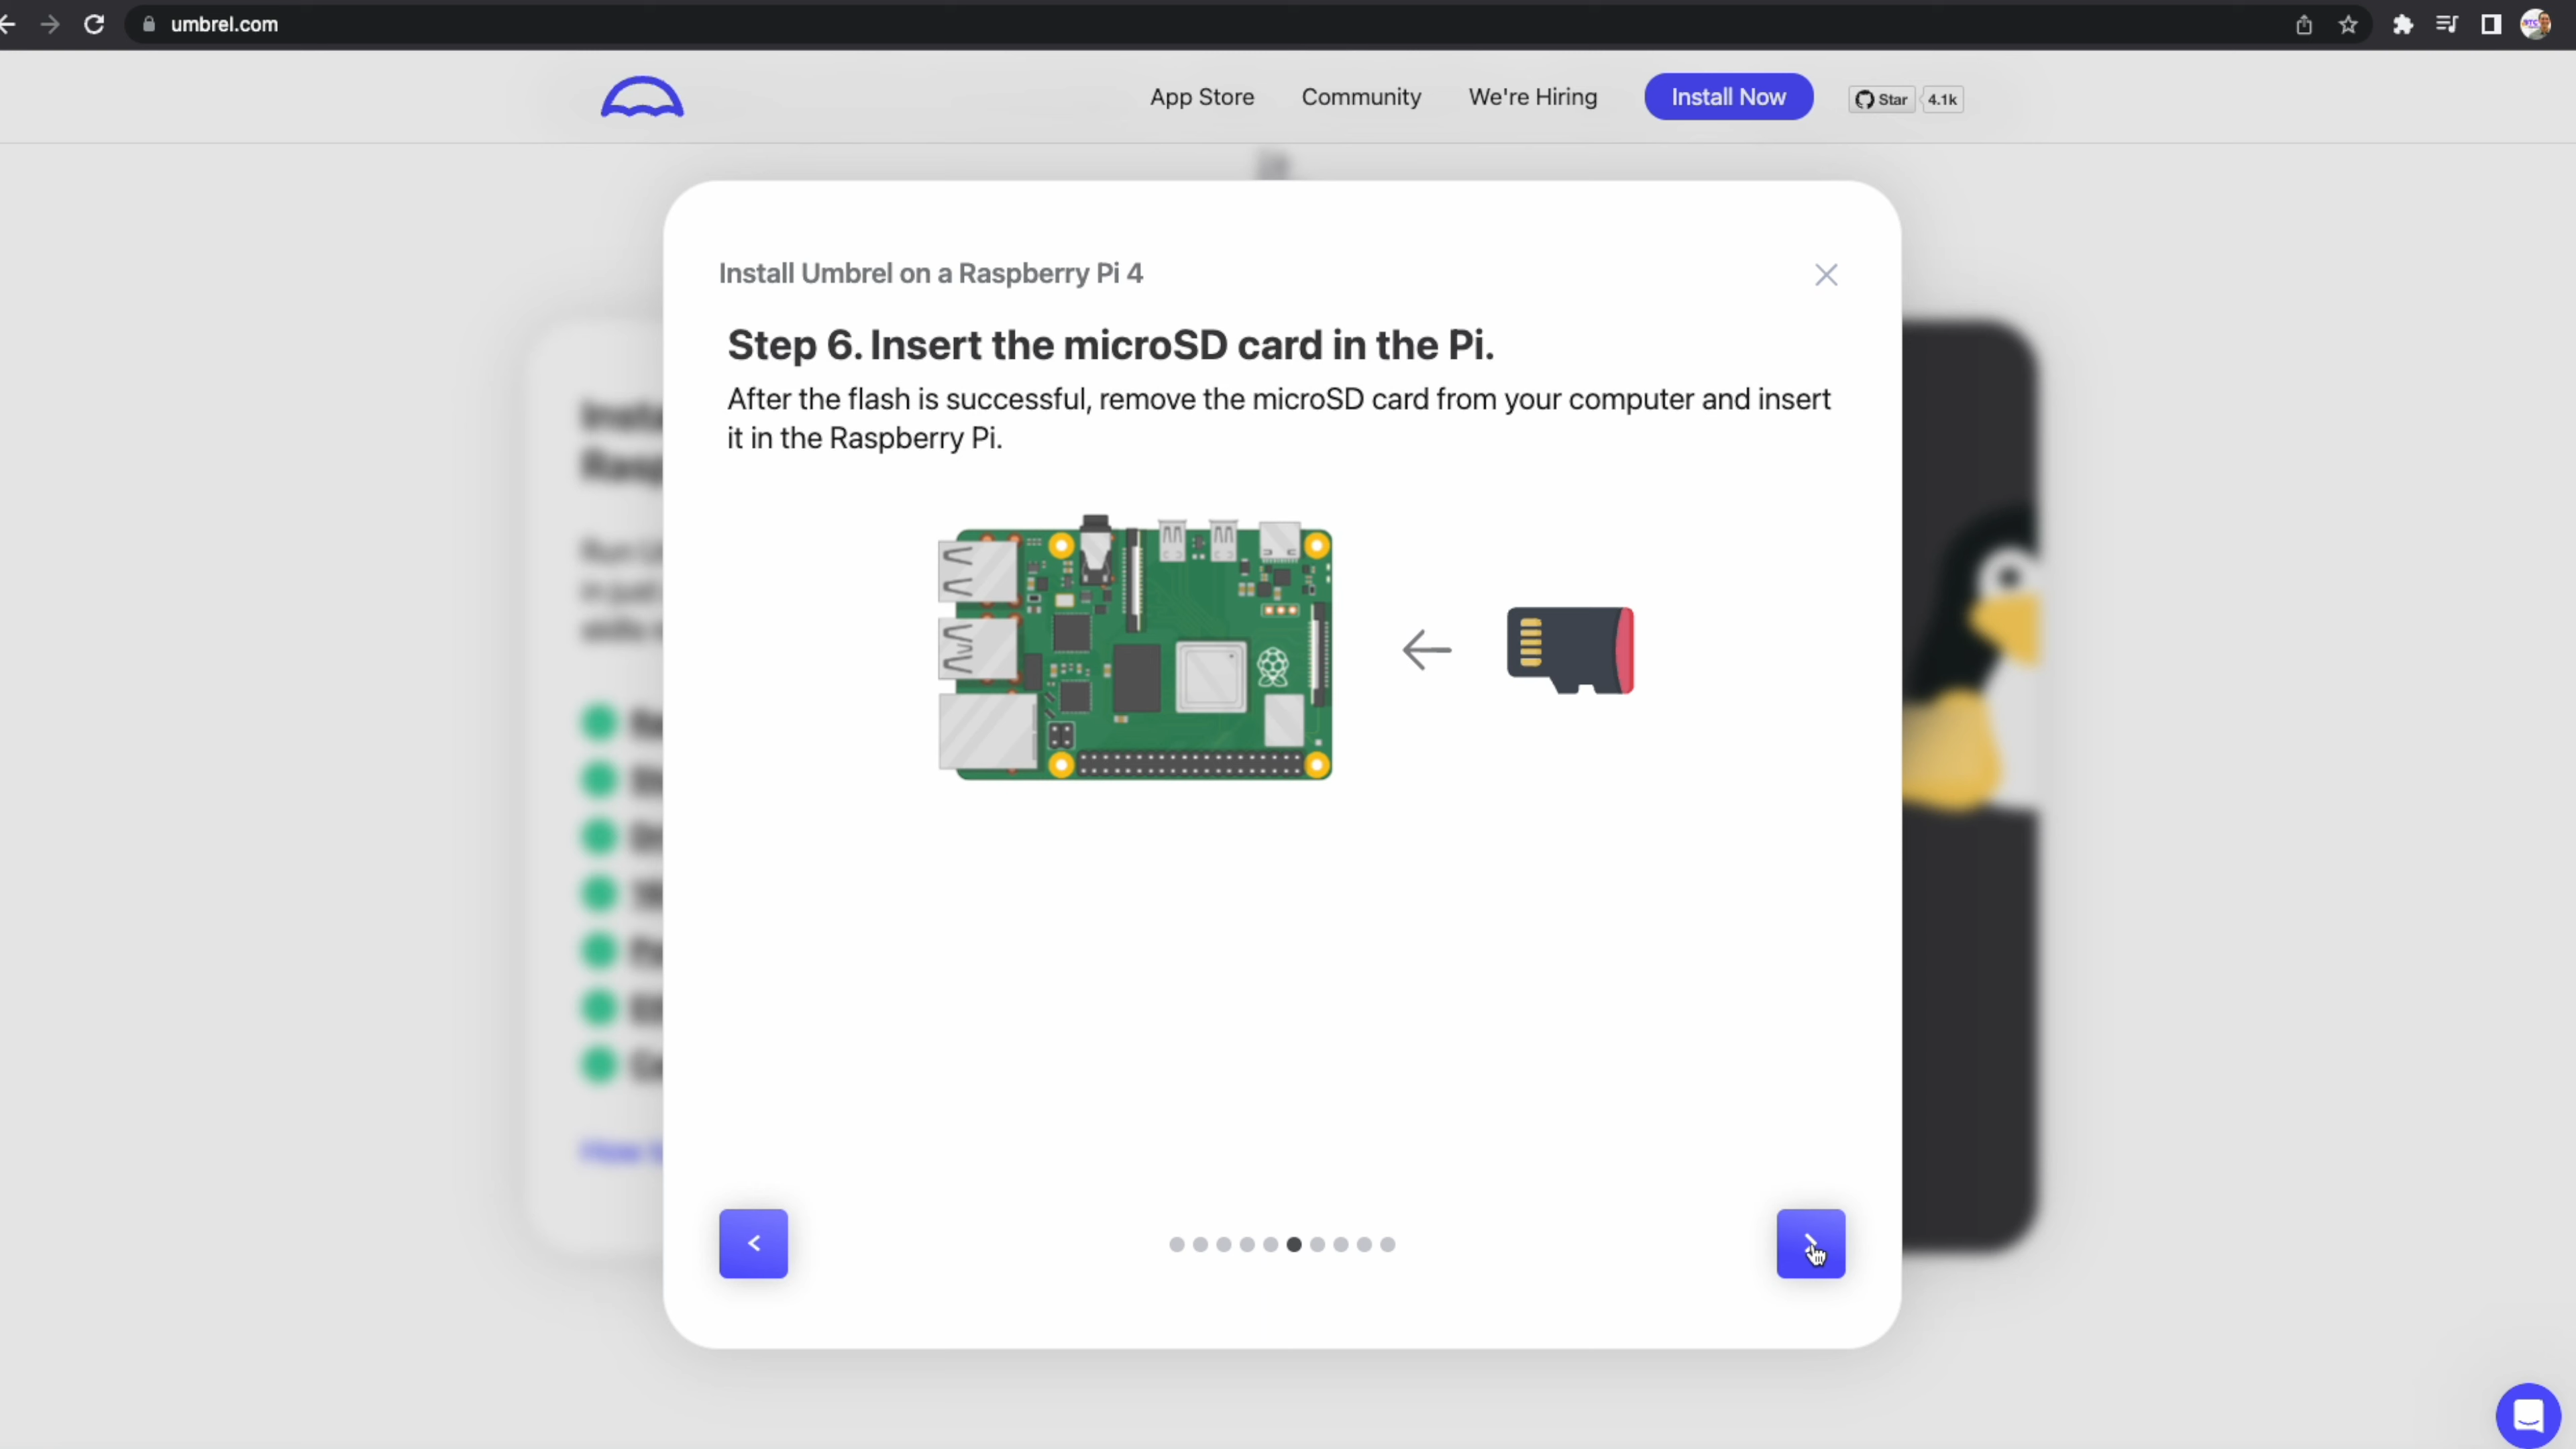 umbrel.com
App Store
Community
We're Hiring
Install Now
Star
4.1k
Install Umbrel on a Raspberry Pi 4
Step 6. Insert the microSD card in the Pi.
After the flash is successful, remove the microSD card from your computer and insert
it in the Raspberry Pi.